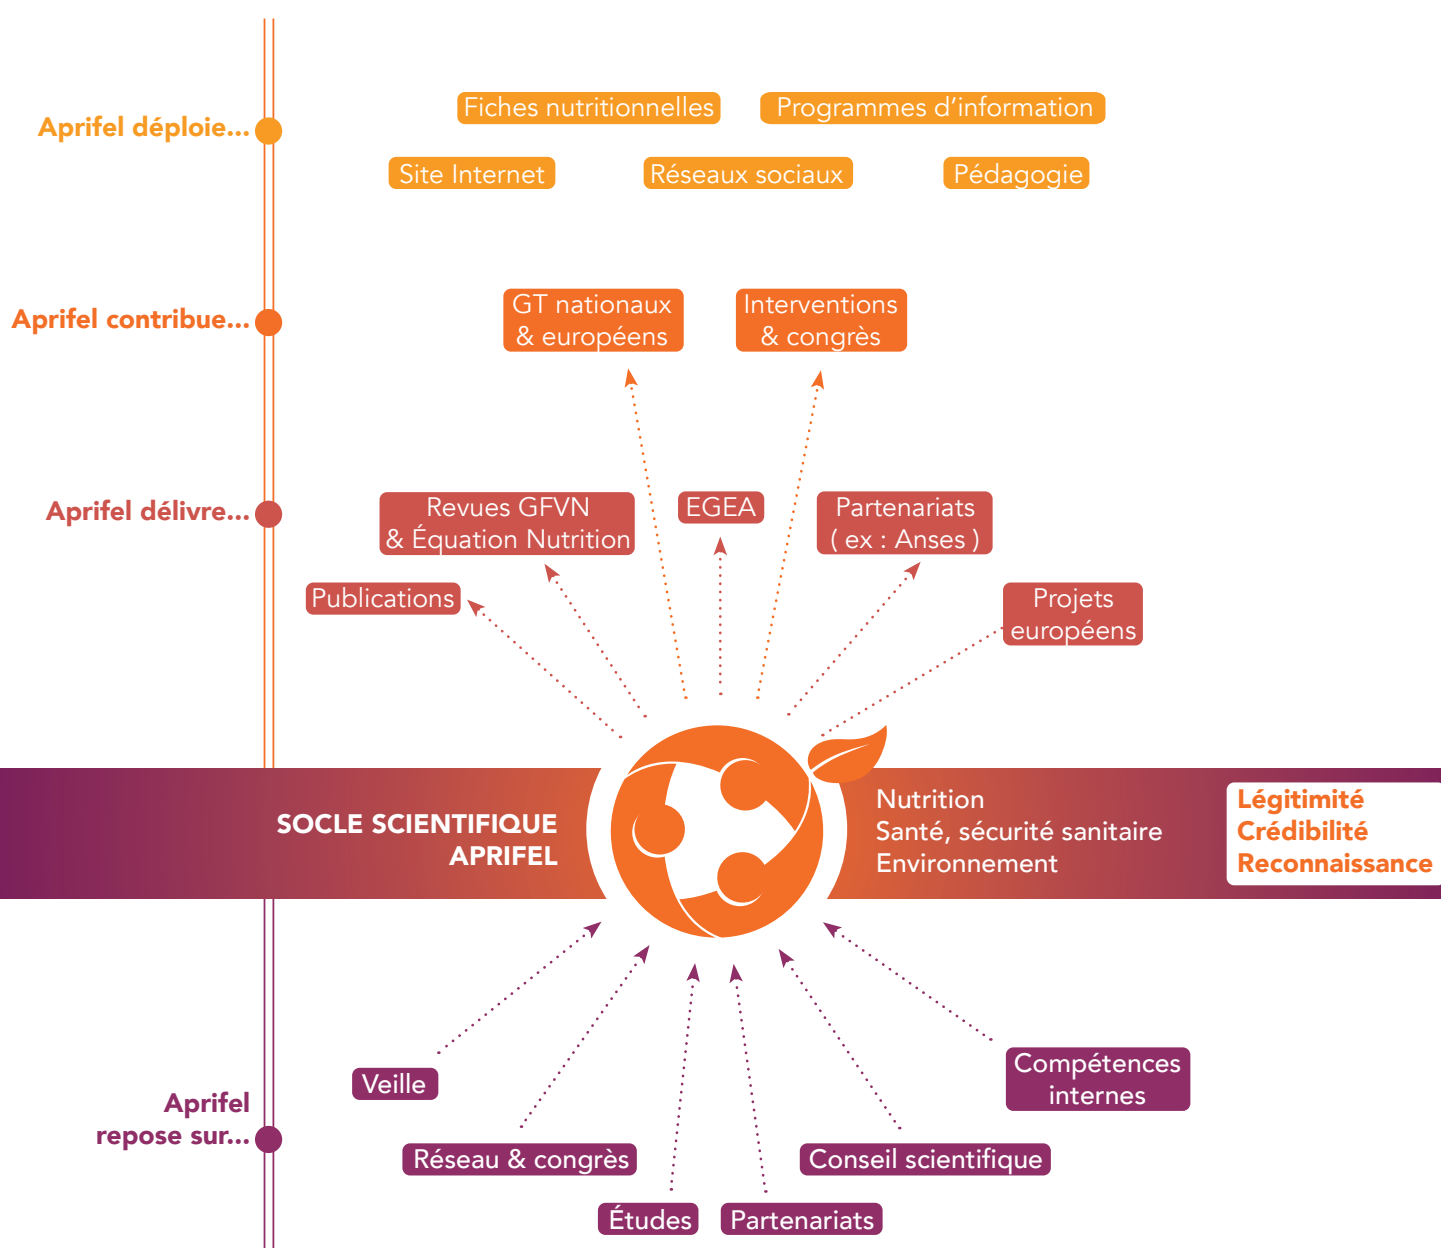 Aprifel déploie...
Fiches nutritionnelles
Programmes d'information
Site Internet
Réseaux sociaux
Pédagogie
Aprifel contribue...
GT nationaux
& européens
Interventions
& congrès
Aprifel délivre...
Revues GFVN
& Équation Nutrition
EGEA
Partenariats
( ex : Anses )
Publications
Projets
européens
SOCLE SCIENTIFIQUE
APRIFEL
Nutrition
Santé, sécurité sanitaire
Environnement
Légitimité
Crédibilité
Reconnaissance
Aprifel
repose sur...
Veille
Compétences
internes
Réseau & congrès
Conseil scientifique
Études
Partenariats